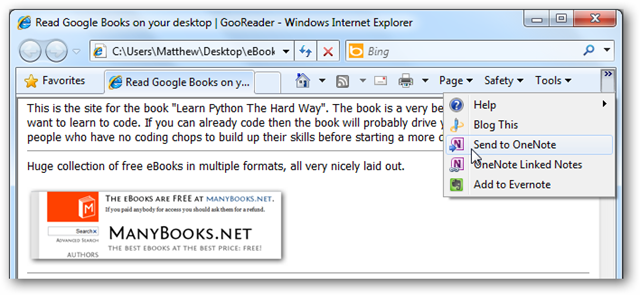 Read Google Books on your desktop | GooReader - Windows Internet Explorer
C:\Users\Matthew\Desktop\eBook
Bing
Favorites
Read Google Books on y...
Page
Safety
Tools
Help
Blog This
Send to OneNote
OneNote Linked Notes
Add to Evernote
This is the site for the book "Learn Python The Hard Way". The book is a very be
want to learn to code. If you can already code then the book will probably drive y
people who have no coding chops to build up their skills before starting a more
Huge collection of free eBooks in multiple formats, all very nicely laid out.
THE EBOOKS ARE FREE AT MANYBOOKS.NET.
If you paid anybody for access you should ask them for a refund.
Search
ADVANCED SEARCH
AUTHORS
MANYBOOKS.NET
THE BEST EBOOKS AT THE BEST PRICE: FREE!